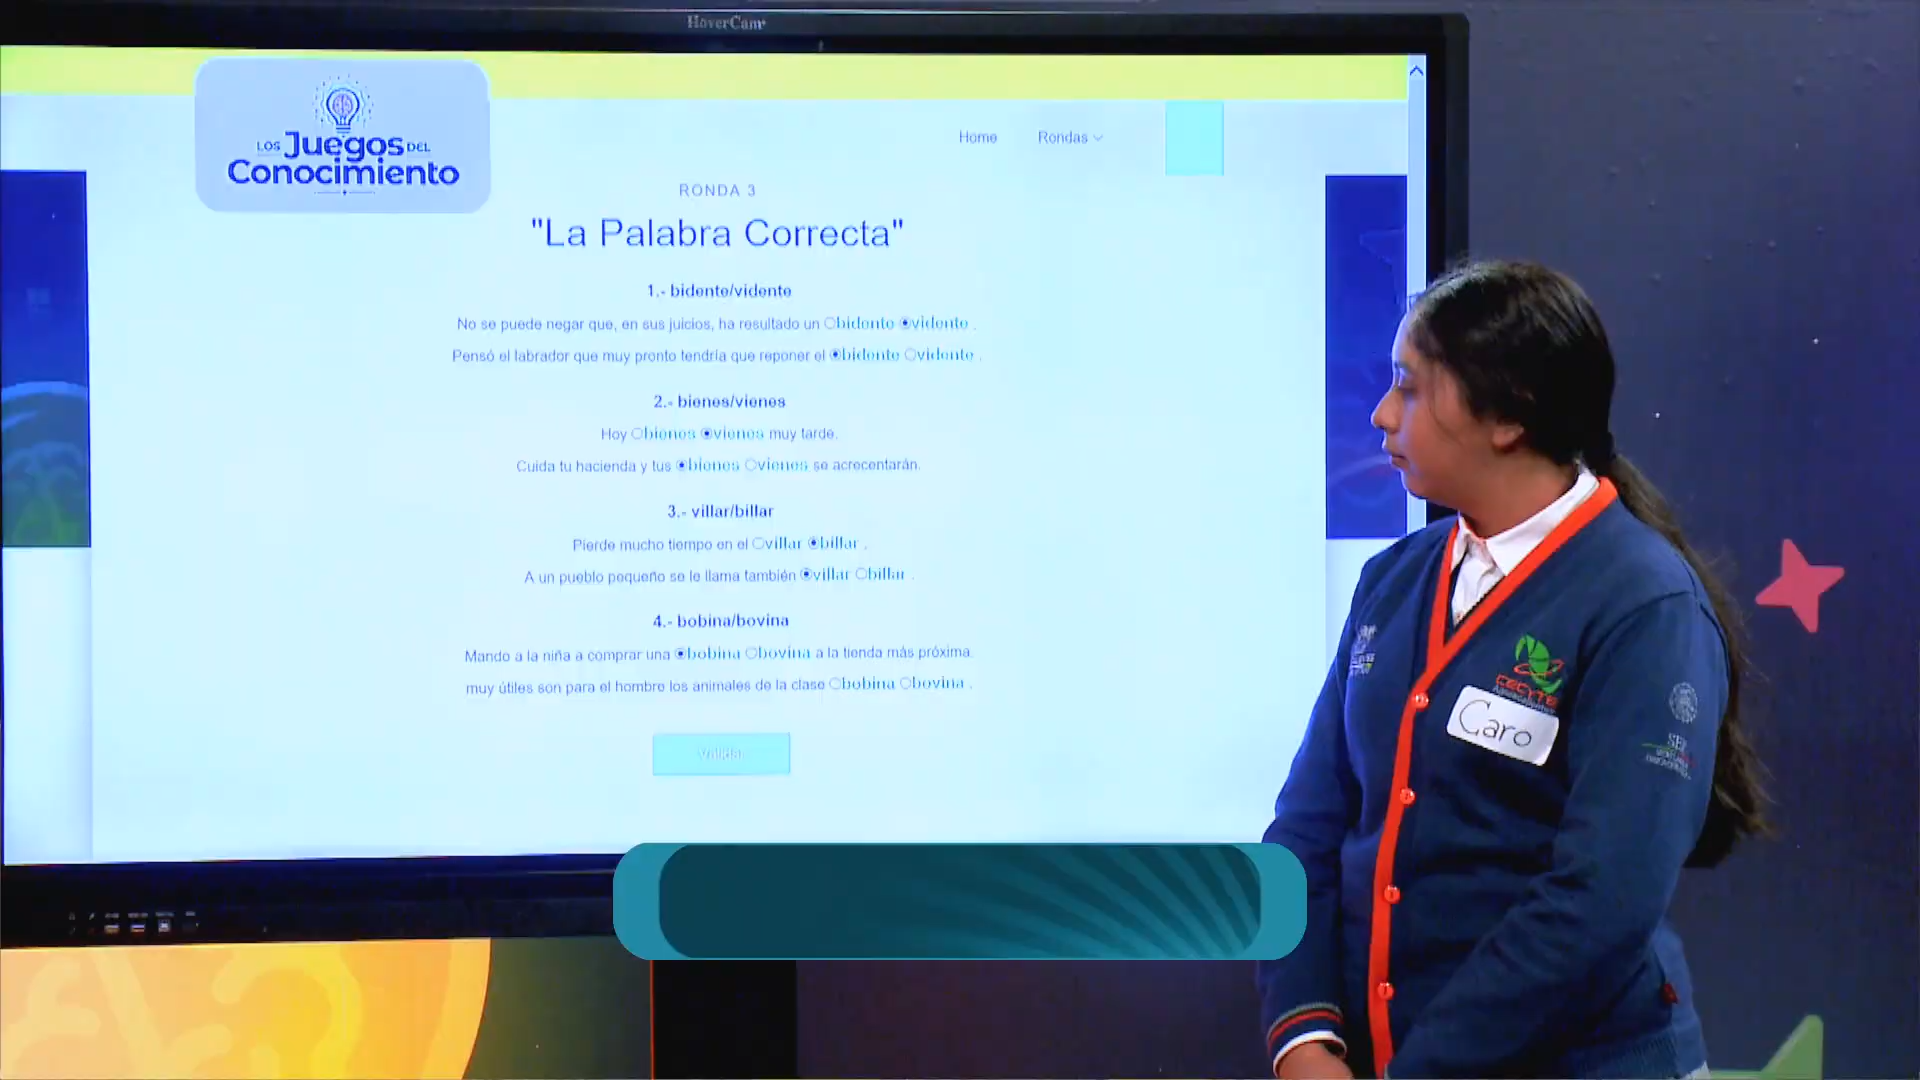 HoverCam
LOS Juegos DEL
Conocimiento
Home Rondas
RONDA 3
"La Palabra Correcta"
1.- bidente/vidente
No se puede negar que, en sus juicios, ha resultado un bidente vidente .
Pensó el labrador que muy pronto tendría que reponer el bidente vidente .
2.- bienes/vienes
Hoy bienes vienes muy tarde.
Cuida tu hacienda y tus bienes vienes se acrecentarán.
3.- villar/billar
Pierde mucho tiempo en el villar billar .
A un pueblo pequeño se le llama también villar billar .
4.- bobina/bovina
Mando a la niña a comprar una bobina bovina a la tienda más próxima.
muy útiles son para el hombre los animales de la clase bobina bovina .
Validar
CECyTE
Caro
SEP